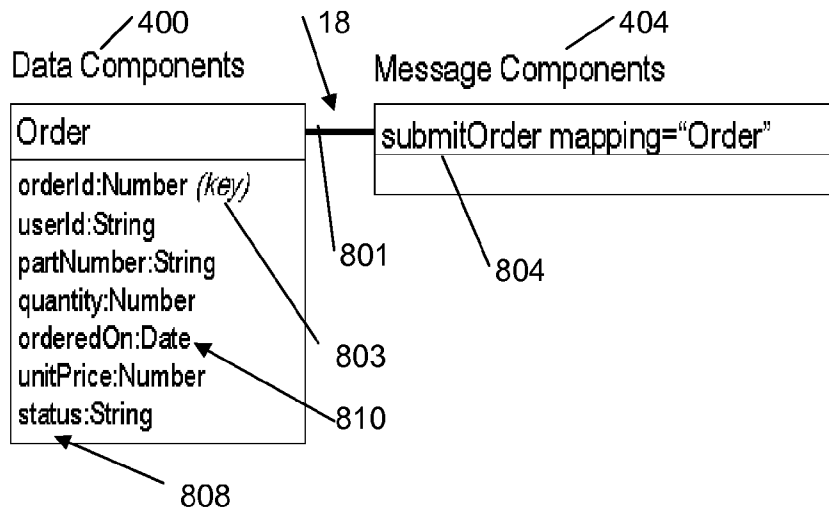 400
18
404
Data Components
Message Components
Order
submitOrder mapping=“Order”
orderId:Number (key)
userId:String
partNumber:String
quantity:Number
orderedOn:Date
unitPrice:Number
status:String
801
804
803
810
808